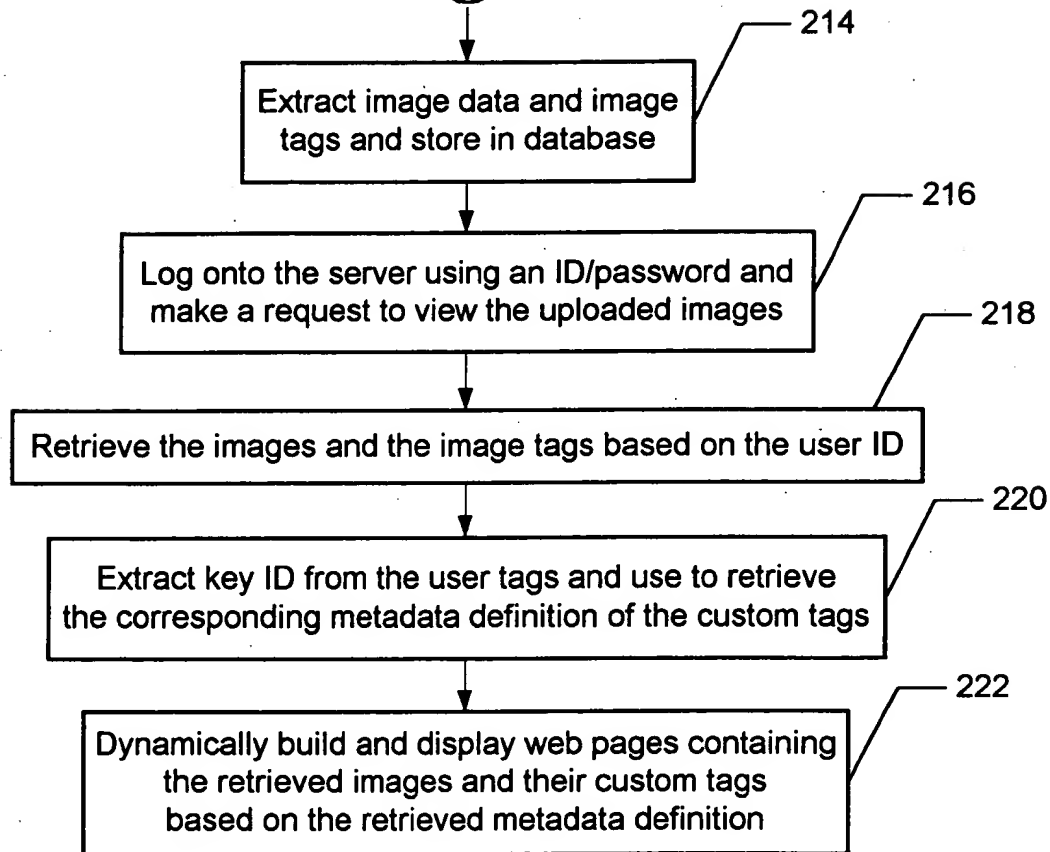 214
Extract image data and image
tags and store in database
216
Log onto the server using an ID/password and
make a request to view the uploaded images
218
Retrieve the images and the image tags based on the user ID
220
Extract key ID from the user tags and use to retrieve
the corresponding metadata definition of the custom tags
222
Dynamically build and display web pages containing
the retrieved images and their custom tags
based on the retrieved metadata definition